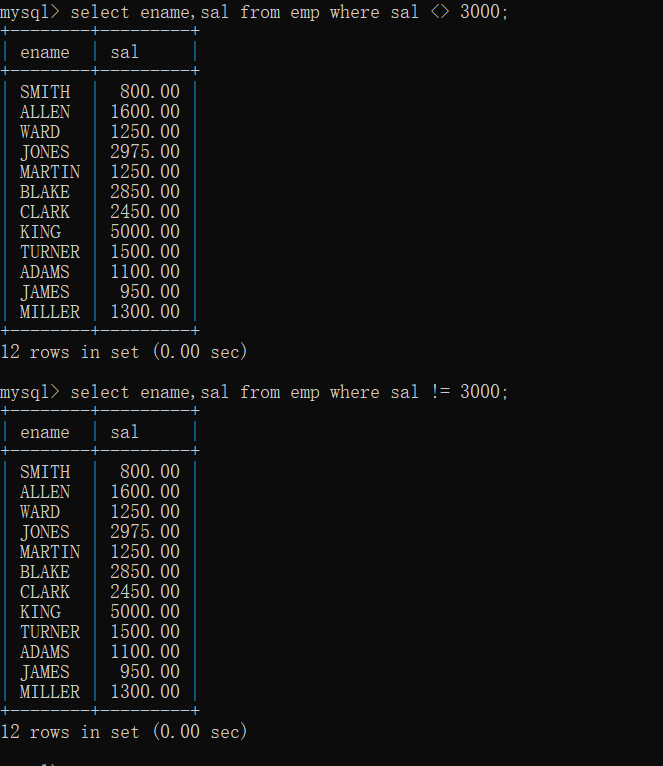 mysql> select ename,sal from emp where sal <> 3000;
+--------+---------+
| ename  | sal     |
+--------+---------+
| SMITH  |  800.00 |
| ALLEN  | 1600.00 |
| WARD   | 1250.00 |
| JONES  | 2975.00 |
| MARTIN | 1250.00 |
| BLAKE  | 2850.00 |
| CLARK  | 2450.00 |
| KING   | 5000.00 |
| TURNER | 1500.00 |
| ADAMS  | 1100.00 |
| JAMES  |  950.00 |
| MILLER | 1300.00 |
+--------+---------+
12 rows in set (0.00 sec)
mysql> select ename,sal from emp where sal != 3000;
+--------+---------+
| ename  | sal     |
+--------+---------+
| SMITH  |  800.00 |
| ALLEN  | 1600.00 |
| WARD   | 1250.00 |
| JONES  | 2975.00 |
| MARTIN | 1250.00 |
| BLAKE  | 2850.00 |
| CLARK  | 2450.00 |
| KING   | 5000.00 |
| TURNER | 1500.00 |
| ADAMS  | 1100.00 |
| JAMES  |  950.00 |
| MILLER | 1300.00 |
+--------+---------+
12 rows in set (0.00 sec)